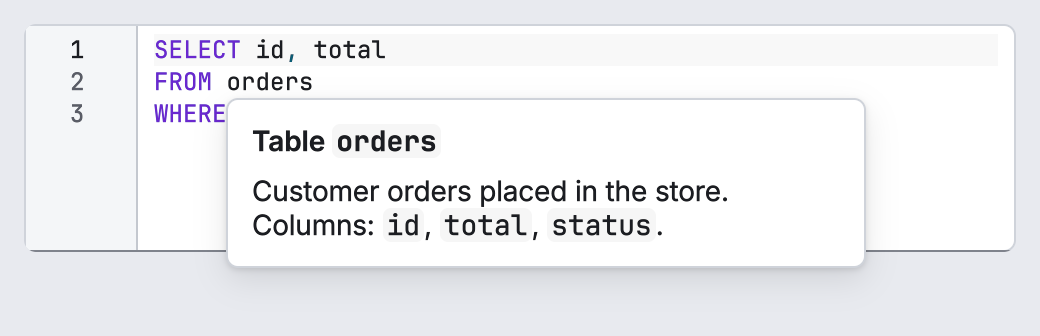 1 SELECT id, total
2 FROM orders
3 WHERE
Table orders
Customer orders placed in the store.
Columns: id, total, status.